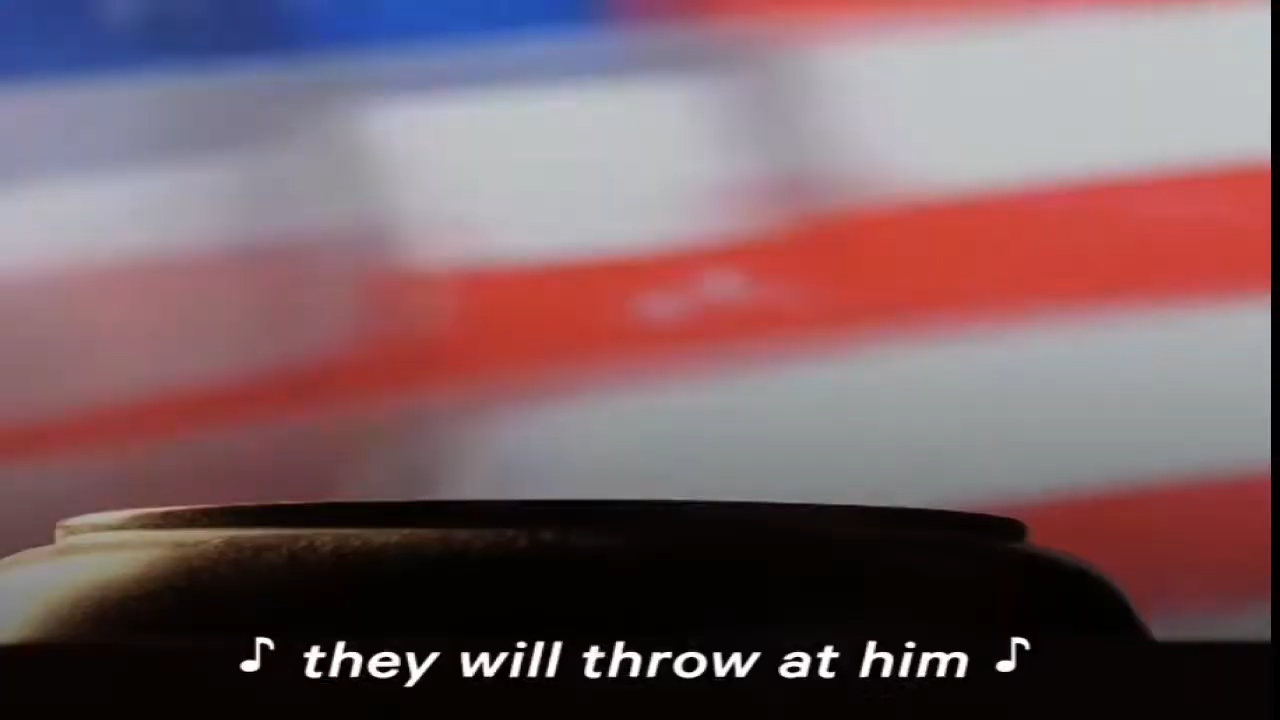 ♪ they will throw at him ♪